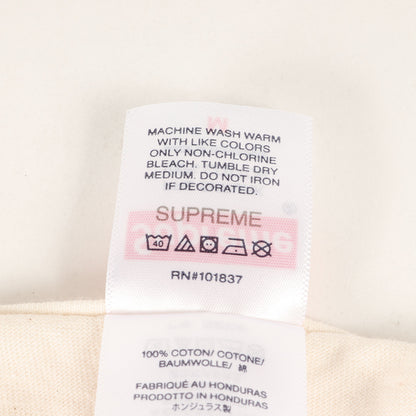 MACHINE WASH WARM
WITH LIKE COLORS
ONLY NON-CHLORINE
BLEACH. TUMBLE DRY
MEDIUM. DO NOT IRON
IF DECORATED.
SUPREME
40
RN#101837
100% COTON/ COTONE/
BAUMWOLLE/ 綿
FABRIQUÉ AU HONDURAS
PRODOTTO IN HONDURAS
ホンジュラス製